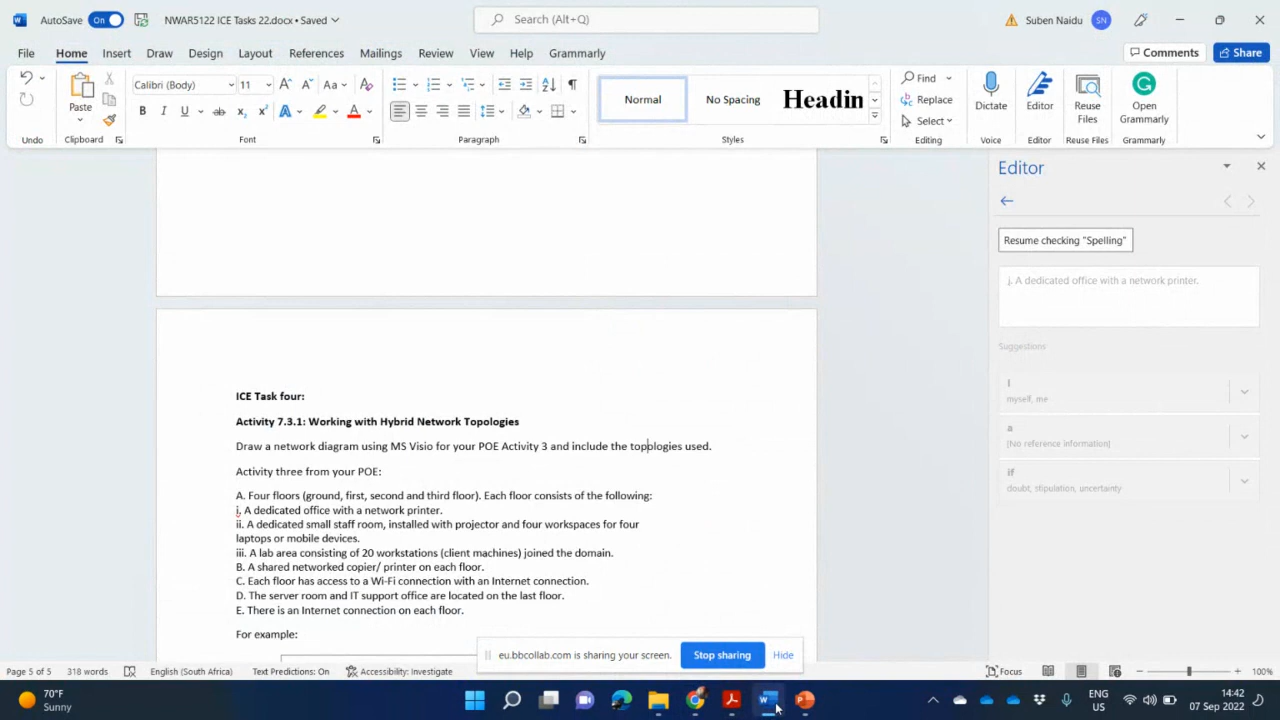 AutoSave On NWAR5122 ICE Tasks 22.docx • Saved Search (Alt+Q) Suben Naidu SN
File Home Insert Draw Design Layout References Mailings Review View Help Grammarly Comments Share
Calibri (Body) 11 Aa Find
Paste Normal No Spacing Headin Replace Dictate Editor Reuse Files Open Grammarly
B I U ab x₂ x² A A Select
Undo Clipboard Font Paragraph Styles Editing Voice Editor Reuse Files Grammarly
Editor
Resume checking "Spelling"
j. A dedicated office with a network printer.
Suggestions
I
myself, me
a
[No reference information]
if
doubt, stipulation, uncertainty
ICE Task four:
Activity 7.3.1: Working with Hybrid Network Topologies
Draw a network diagram using MS Visio for your POE Activity 3 and include the topologies used.
Activity three from your POE:
A. Four floors (ground, first, second and third floor). Each floor consists of the following:
i. A dedicated office with a network printer.
ii. A dedicated small staff room, installed with projector and four workspaces for four
laptops or mobile devices.
iii. A lab area consisting of 20 workstations (client machines) joined the domain.
B. A shared networked copier/ printer on each floor.
C. Each floor has access to a Wi-Fi connection with an Internet connection.
D. The server room and IT support office are located on the last floor.
E. There is an Internet connection on each floor.
For example:
eu.bbcollab.com is sharing your screen. Stop sharing Hide
Page 5 of 5 318 words English (South Africa) Text Predictions: On Accessibility: Investigate Focus 100%
70°F
Sunny
ENG
US
14:42
07 Sep 2022